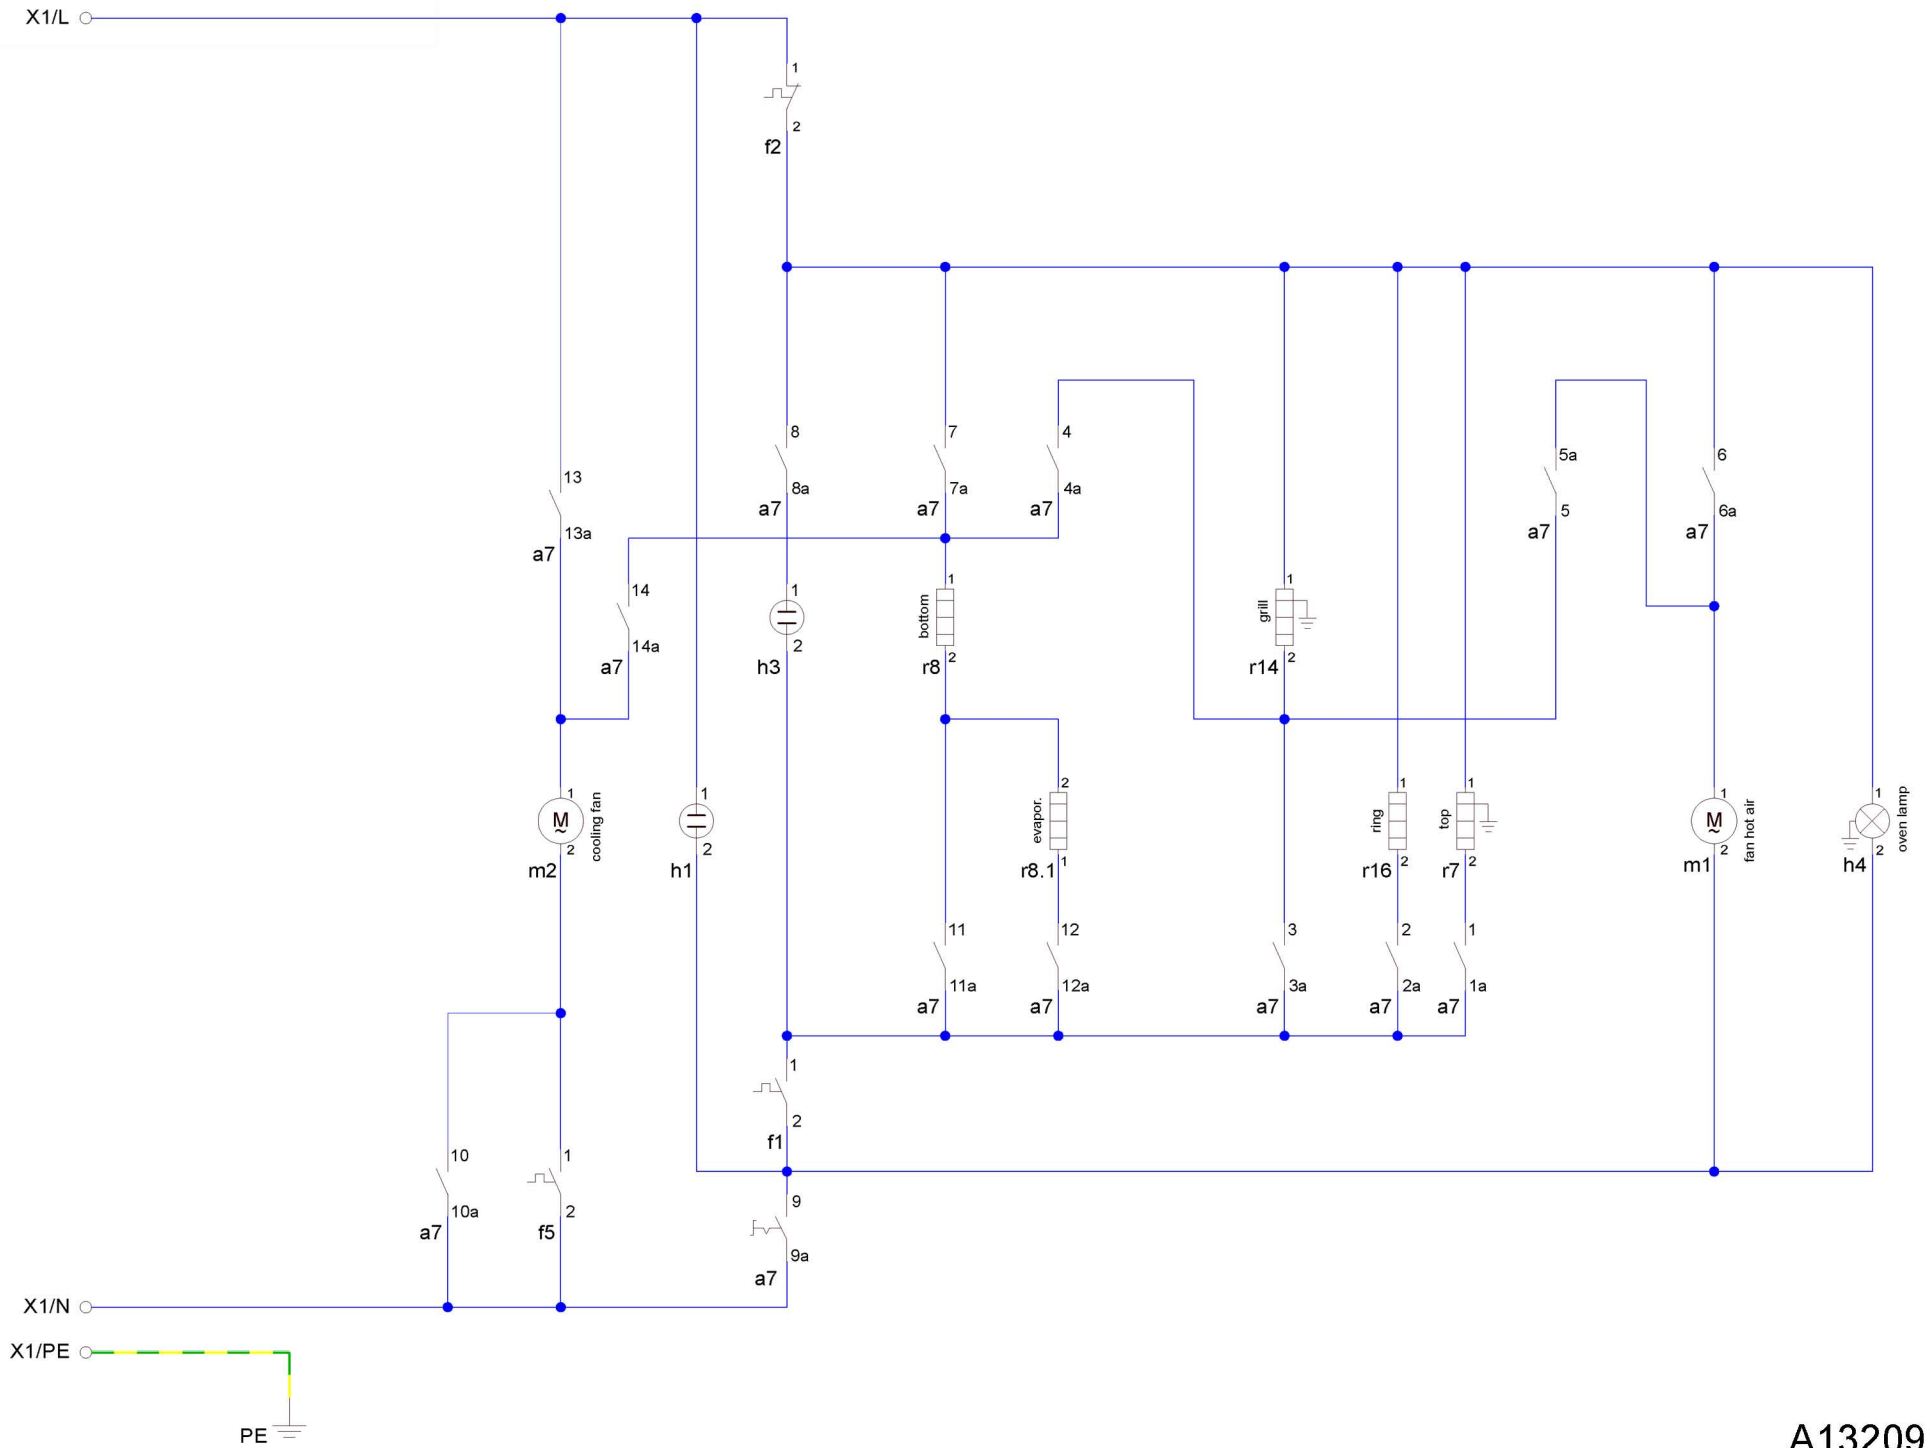 X1/L
1
2
f2
8
7
4
8a
7a
4a
a7
a7
a7
5a
6
5
6a
a7
a7
13
13a
a7
14
14a
a7
1
2
h3
bottom
1
2
r8
grill
1
2
r14
1
M
~
2
m2
cooling fan
1
2
h1
evapor.
2
1
r8.1
ring
1
2
r16
top
1
2
r7
1
M
~
2
m1
fan hot air
1
2
h4
oven lamp
11
11a
a7
12
12a
a7
3
3a
a7
2
2a
a7
1
1a
a7
1
2
f1
10
10a
a7
1
2
f5
9
9a
a7
X1/N
X1/PE
PE
A13209